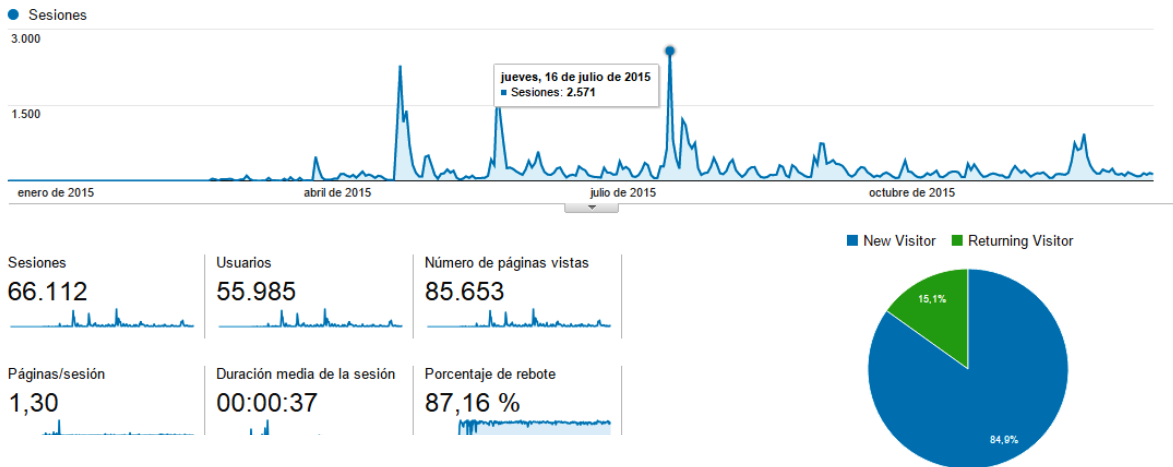 Sesiones
3.000
jueves, 16 de julio de 2015
Sesiones: 2.571
1.500
enero de 2015 abril de 2015 julio de 2015 octubre de 2015
New Visitor Returning Visitor
Sesiones Usuarios Número de páginas vistas
66.112 55.985 85.653
15,1%
Páginas/sesión Duración media de la sesión Porcentaje de rebote
1,30 00:00:37 87,16 %
84,9%